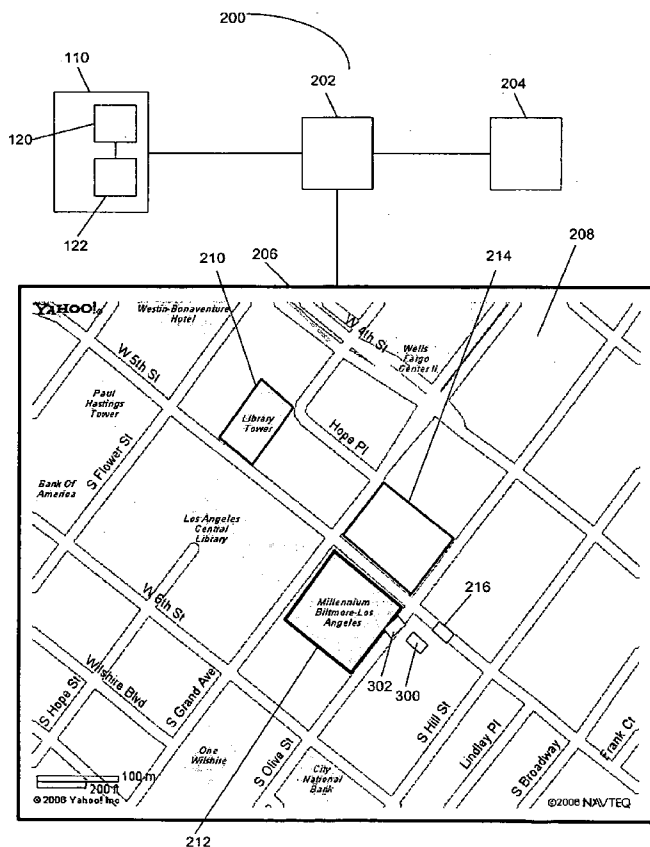 200
110
202
204
120
122
210
206
214
208
YAHOO!®
Westin-Bonaventure
Hotel
W 4th St
Wells
Fargo
Center II
W 5th St
Paul
Hastings
Tower
Library
Tower
Hope Pl
S Flower St
Bank Of
America
Los Angeles
Central
Library
216
W 6th St
Millennium
Biltmore-Los
Angeles
302
300
Wilshire Blvd
S Hope St
S Grand Ave
S Olive St
S Hill St
Lindlay Pl
S Broadway
Frank Ct
One
Wilshire
City
National
Bank
100 m
200 ft
©2006 Yahoo! Inc
©2006 NAVTEQ
212